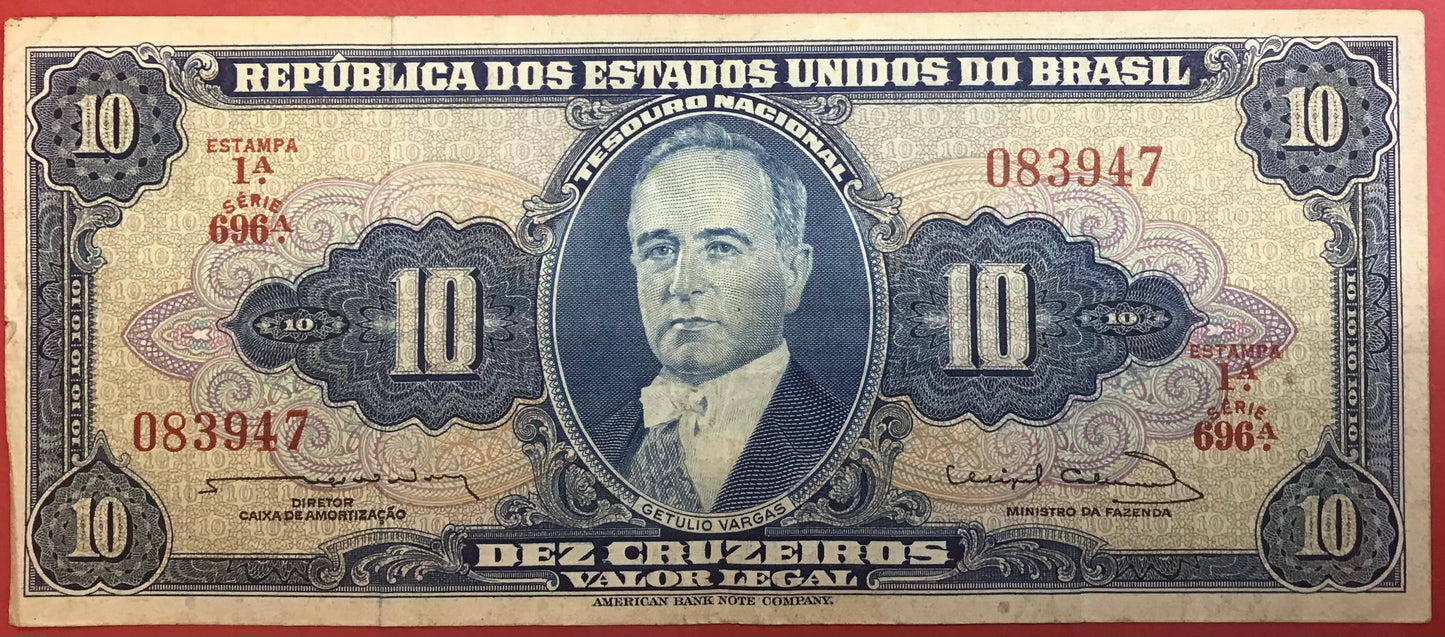 REPÚBLICA DOS ESTADOS UNIDOS DO BRASIL
TESOURO NACIONAL
10
10
ESTAMPA
1ª.
SÉRIE
696ª.
083947
10
10
10
10
ESTAMPA
1ª.
SÉRIE
696ª.
083947
DIRETOR
CAIXA DE AMORTIZAÇÃO
MINISTRO DA FAZENDA
GETULIO VARGAS
10
10
DEZ CRUZEIROS
VALOR LEGAL
AMERICAN BANK NOTE COMPANY.